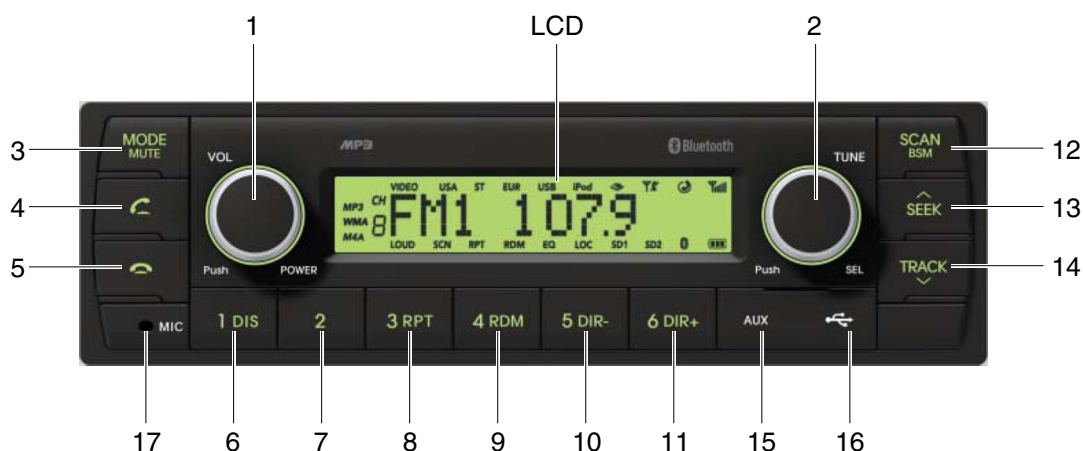 1 LCD 2
MODE
MUTE
SCAN
BSM
3 12
VOL MP3 Bluetooth TUNE
VIDEO USA ST EUR USB iPod
4 MP3 CH SEEK 13
WMA 8 FM1 107.9
M4A
LOUD SCN RPT RDM EQ LOC SD1 SD2
5 Push POWER Push SEL TRACK 14
MIC 1 DIS 2 3 RPT 4 RDM 5 DIR- 6 DIR+ AUX
17 6 7 8 9 10 11 15 16